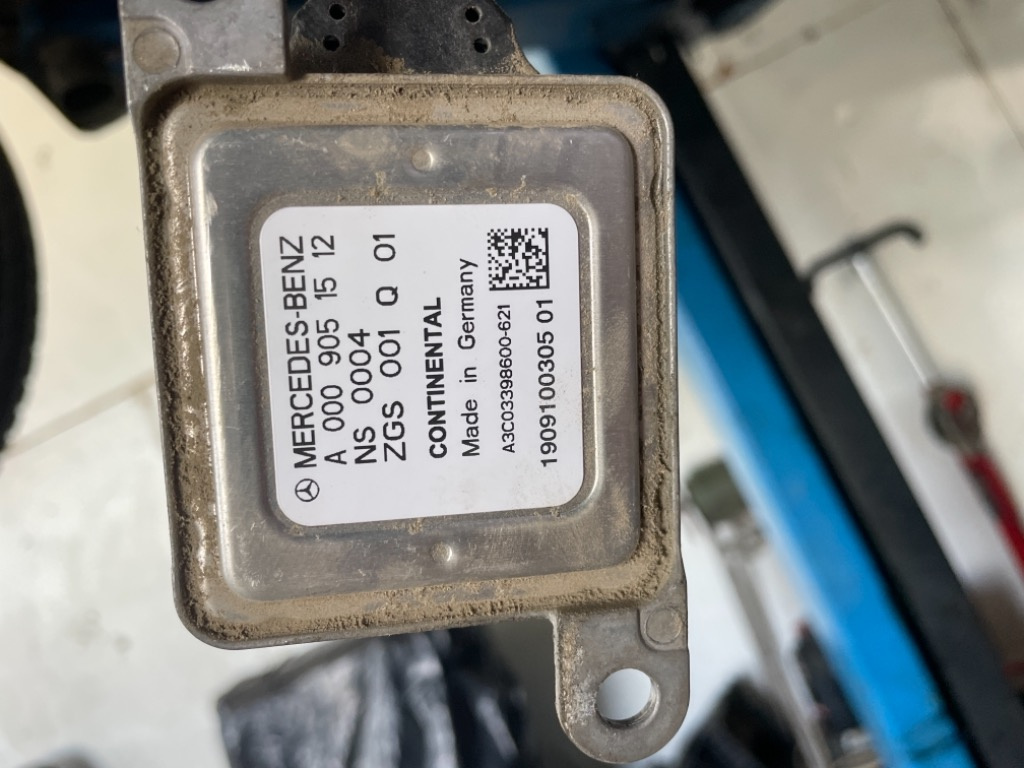 MERCEDES-BENZ
A 000 905 15 12
NS 0004
ZGS 001 Q 01
CONTINENTAL
Made in Germany
A3C03398600-621
1909100305 01